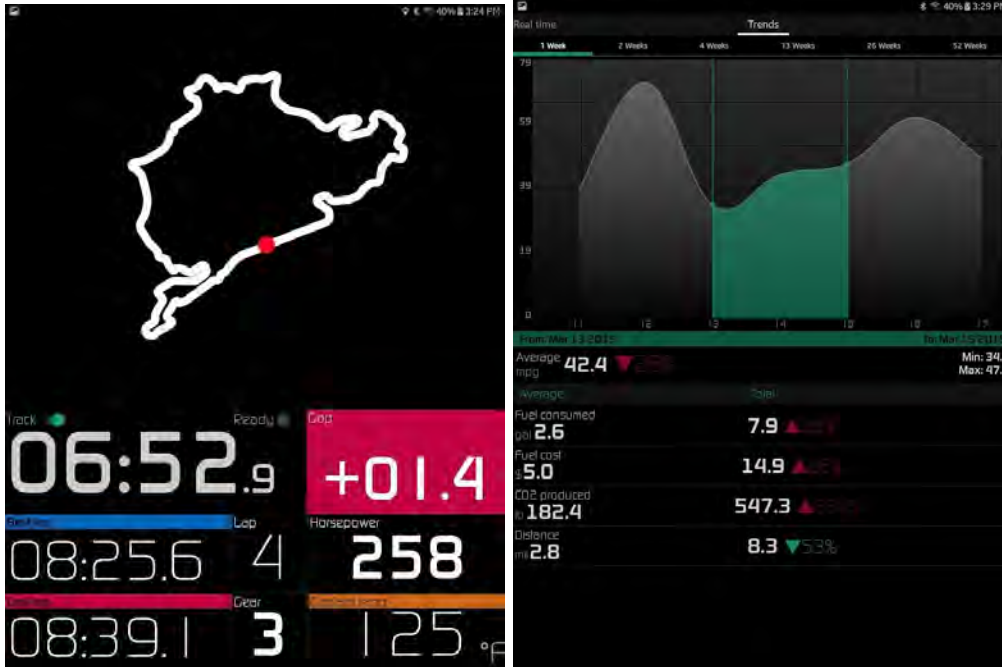 40% 3:24 PM
Track
Ready
Gap
06:52.9
+01.4
Lap
Horsepower
08:25.6
4
258
Gear
08:39.1
3
125 °F
40% 3:29 PM
Real time
Trends
1 Week
2 Weeks
4 Weeks
13 Weeks
26 Weeks
52 Weeks
79
59
39
19
0
11
12
13
14
15
16
17
From: Mar 13 2015
To: Mar 15 2015
Average
mpg
42.4
Min: 34.
Max: 47.
Average
Total
Fuel consumed
gal 2.6
7.9
Fuel cost
$ 5.0
14.9
CO2 produced
lb 182.4
547.3
Distance
mi 2.8
8.3
53%